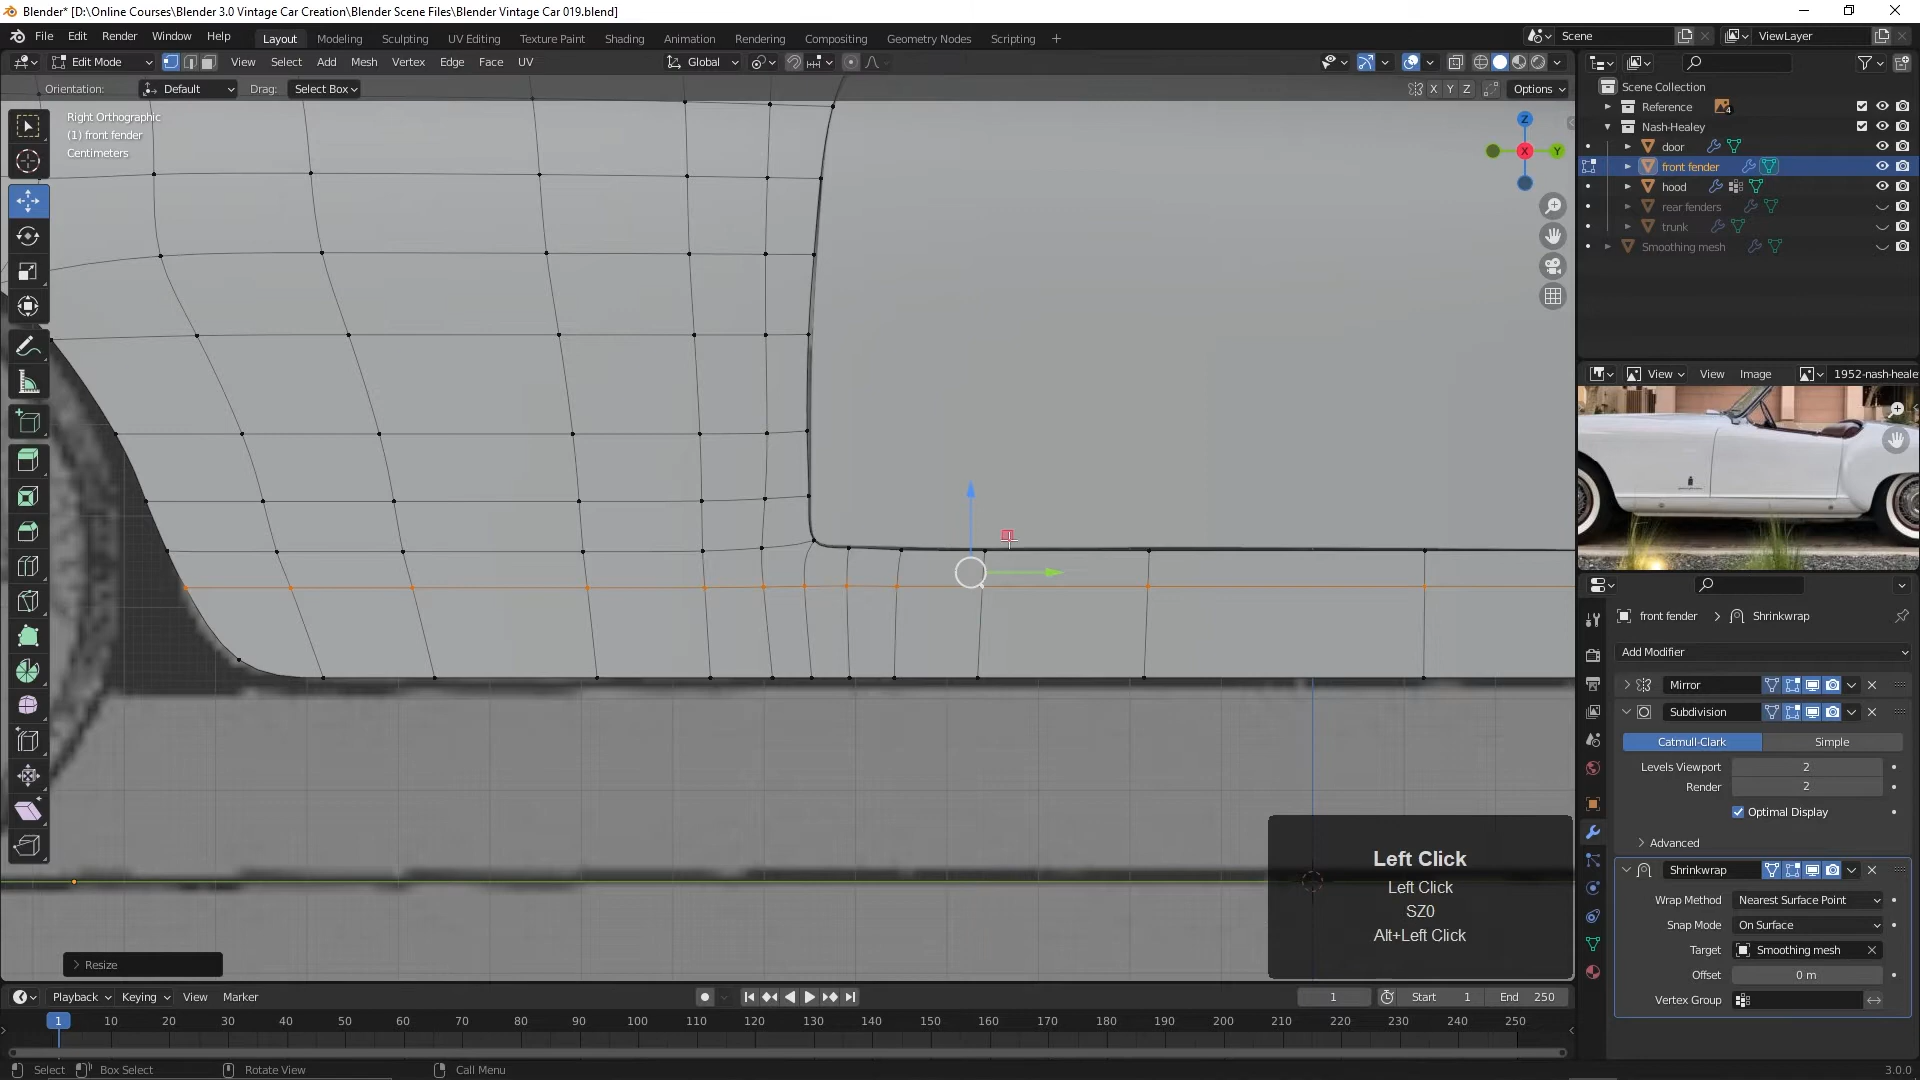 Blender* [D:\Online Courses\Blender 3.0 Vintage Car Creation\Blender Scene Files\Blender Vintage Car 019.blend]
File Edit Render Window Help Layout Modeling Sculpting UV Editing Texture Paint Shading Animation Rendering Compositing Geometry Nodes Scripting +
Scene ViewLayer
Edit Mode View Select Add Mesh Vertex Edge Face UV Global
Orientation: Default Drag: Select Box X Y Z Options
Right Orthographic
(1) front fender
Centimeters
Z
X
Y
Scene Collection
Reference 4
Nash-Healey
door
front fender
hood
rear fenders
trunk
Smoothing mesh
View View Image 1952-nash-heale
front fender > Shrinkwrap
Add Modifier
Mirror
Subdivision
Catmull-Clark Simple
Levels Viewport 2
Render 2
Optimal Display
Advanced
Shrinkwrap
Wrap Method Nearest Surface Point
Snap Mode On Surface
Target Smoothing mesh
Offset 0 m
Vertex Group
Left Click
Left Click
SZ0
Alt+Left Click
> Resize
Playback Keying View Marker 1 Start 1 End 250
1 10 20 30 40 50 60 70 80 90 100 110 120 130 140 150 160 170 180 190 200 210 220 230 240 250
Select Box Select Rotate View Call Menu 3.0.0